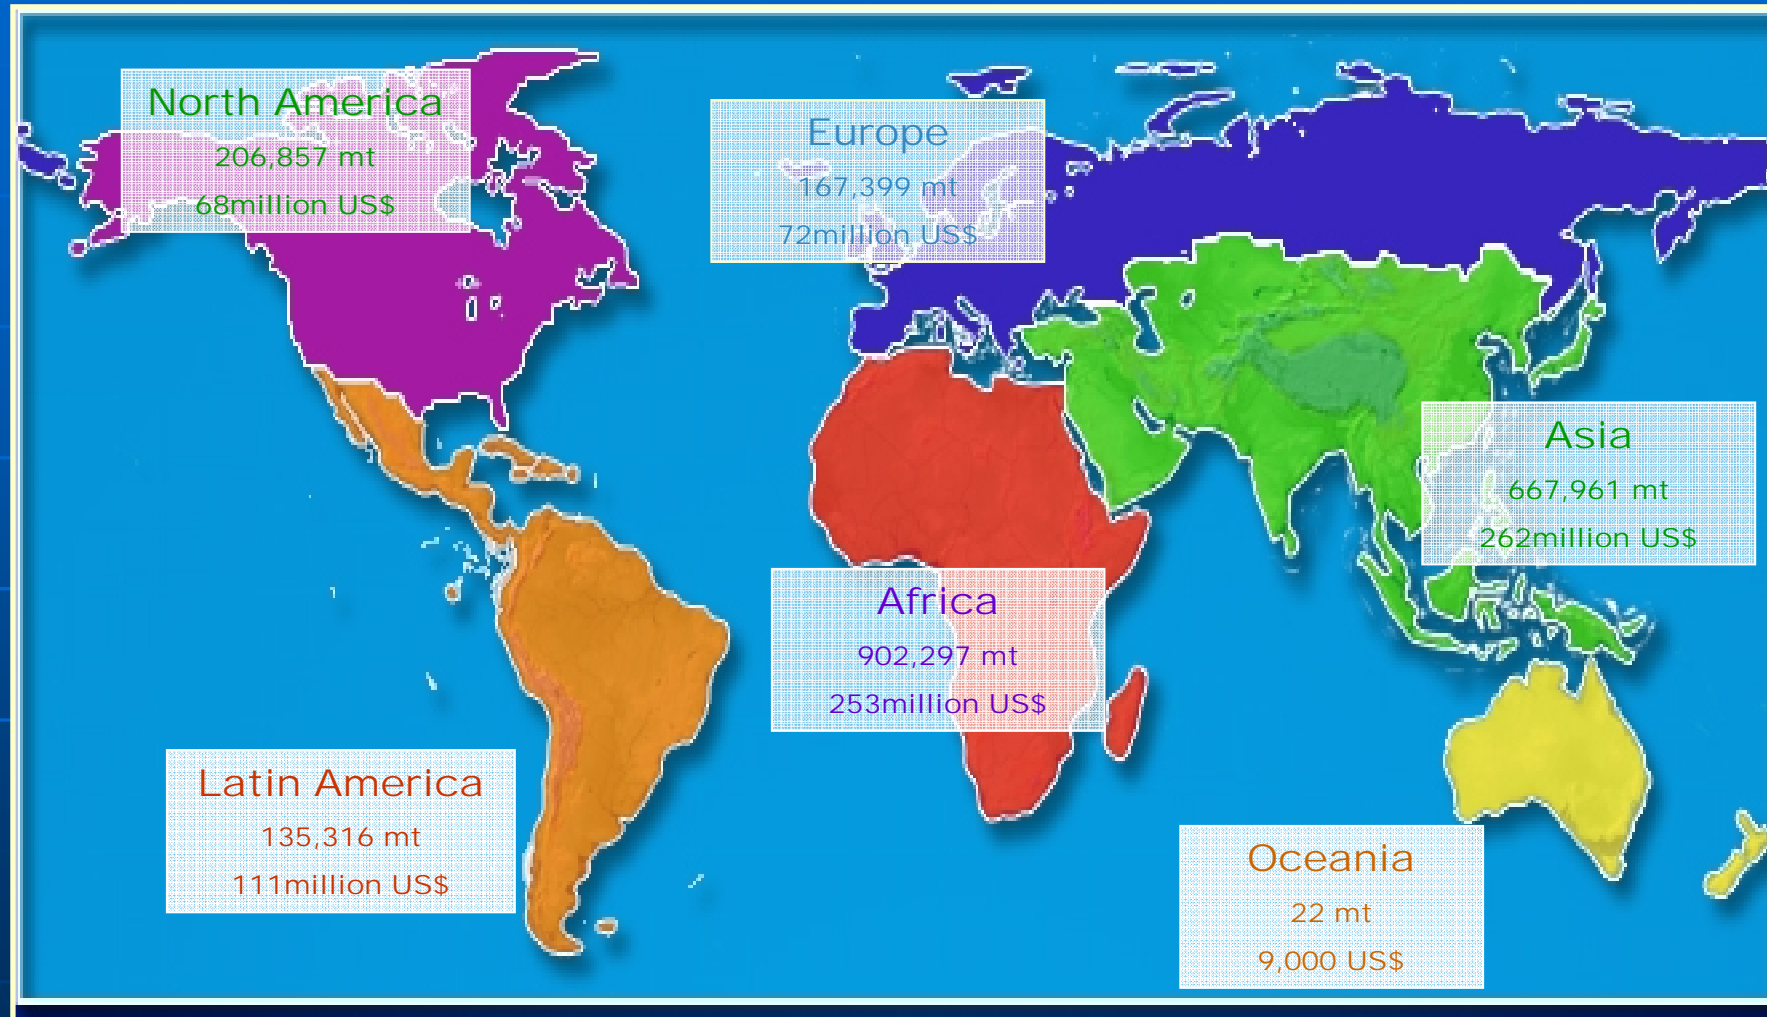 North America
206,857 mt
68million US$
Europe
167,399 mt
72million US$
Asia
667,961 mt
262million US$
Africa
902,297 mt
253million US$
Latin America
135,316 mt
111million US$
Oceania
22 mt
9,000 US$